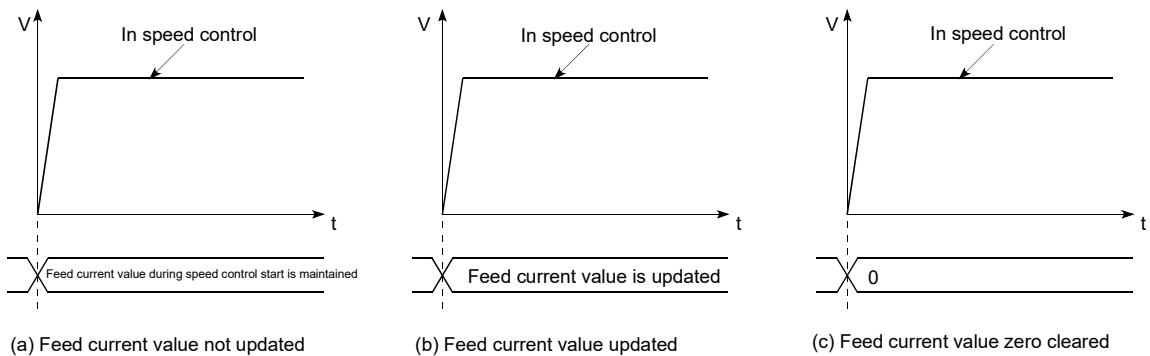 V
In speed control
t
Feed current value during speed control start is maintained
(a) Feed current value not updated
V
In speed control
t
Feed current value is updated
(b) Feed current value updated
V
In speed control
t
0
(c) Feed current value zero cleared